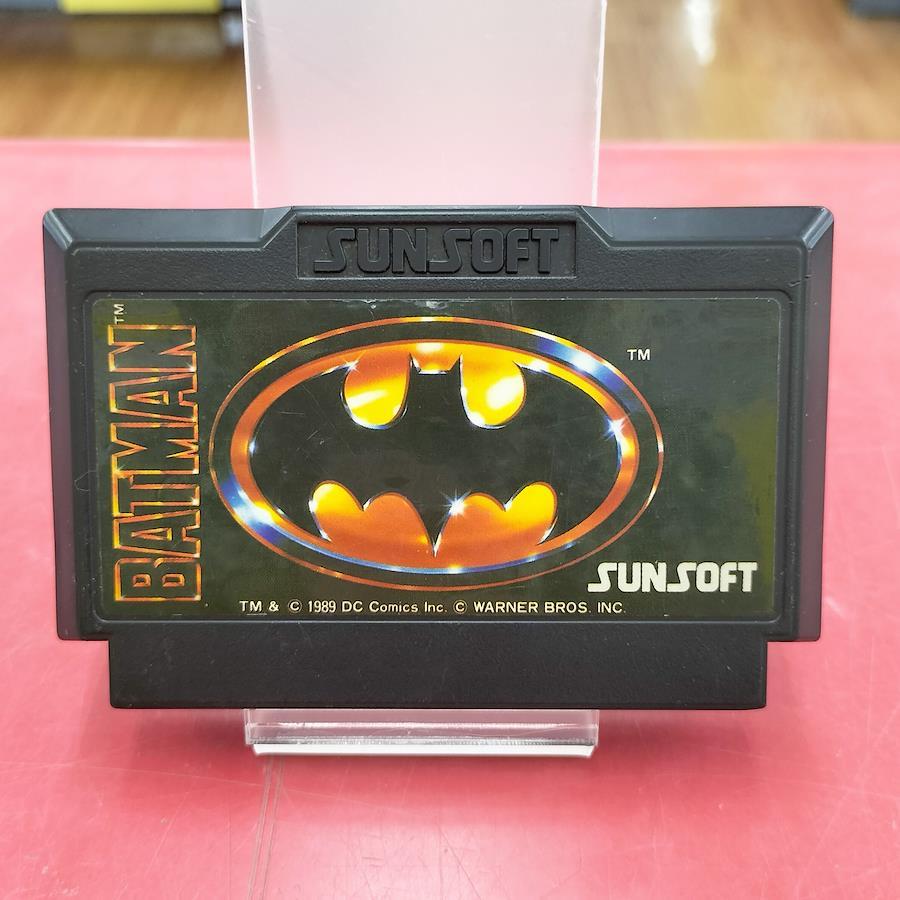 SUNSOFT
BATMAN™
TM
SUNSOFT
TM & © 1989 DC Comics Inc. © WARNER BROS. INC.